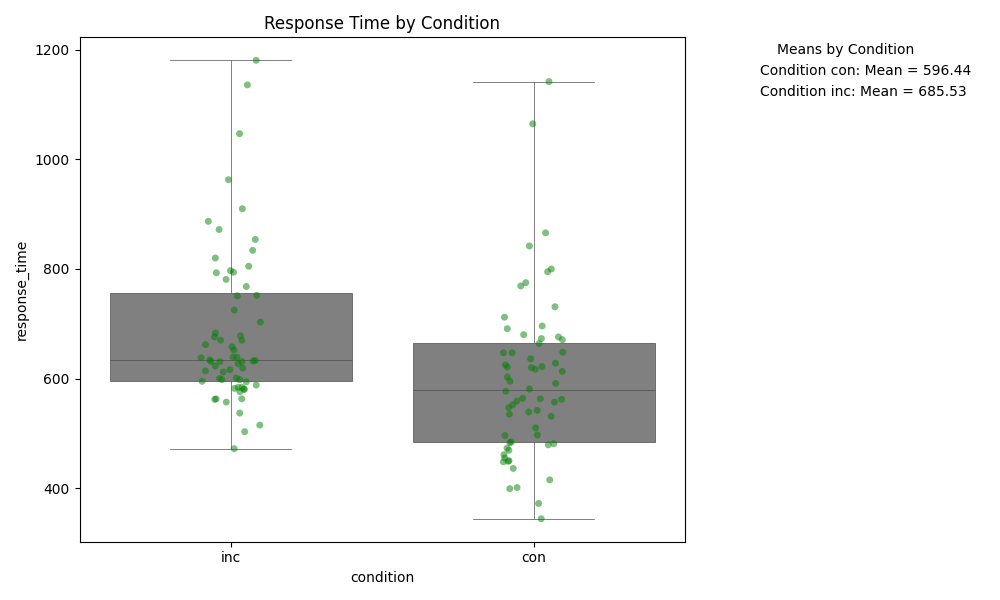 Response Time by Condition
Means by Condition
Condition con: Mean = 596.44
Condition inc: Mean = 685.53
response_time
1200
1000
800
600
400
inc
con
condition